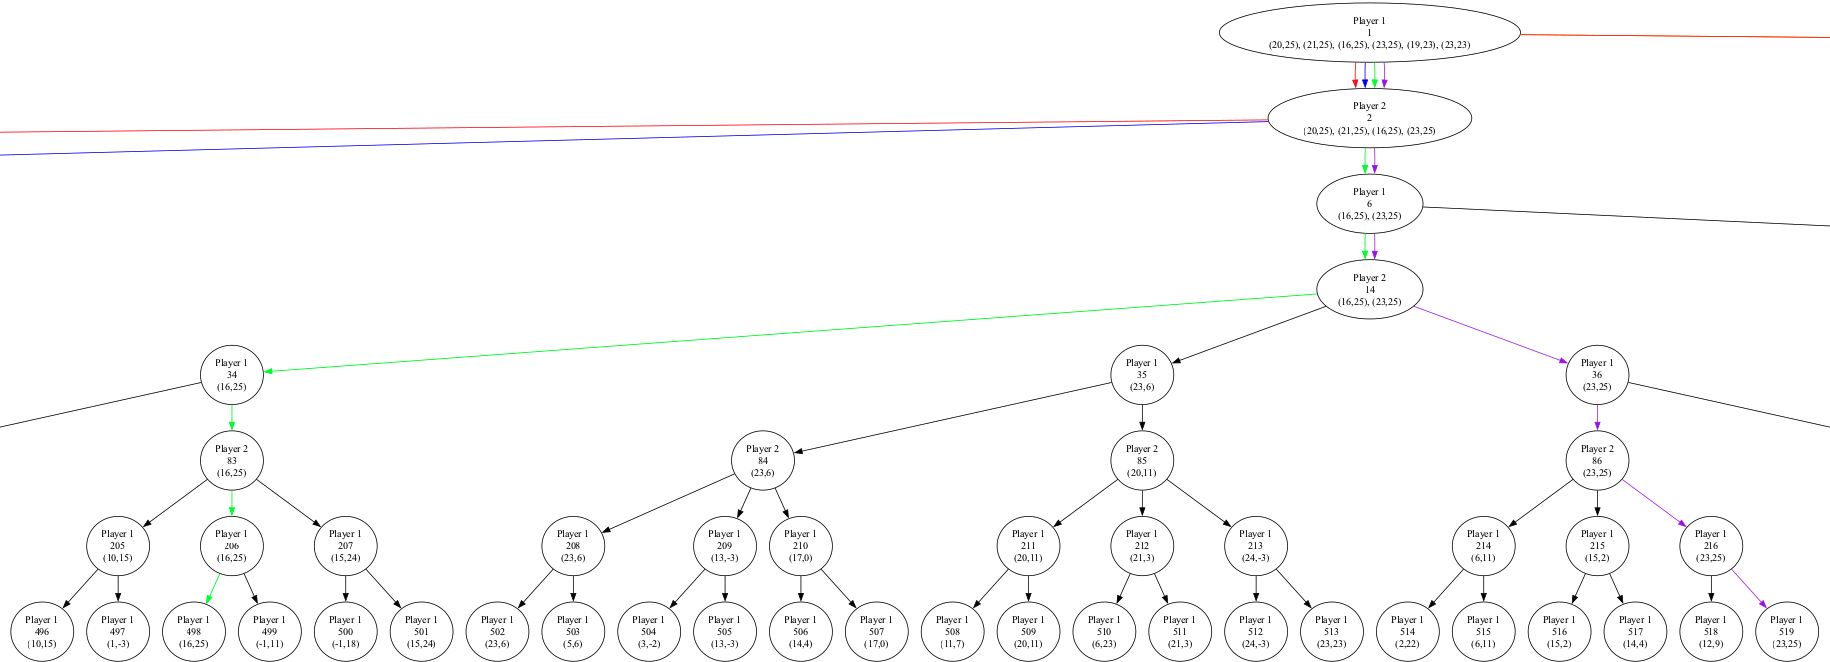 Player 1
1
(20,25), (21,25), (16,25), (23,25), (19,23), (23,23)
Player 2
2
(20,25), (21,25), (16,25), (23,25)
Player 1
6
(16,25), (23,25)
Player 2
14
(16,25), (23,25)
Player 1
34
(16,25)
Player 1
35
(23,6)
Player 1
36
(23,25)
Player 2
83
(16,25)
Player 2
84
(23,6)
Player 2
85
(20,11)
Player 2
86
(23,25)
Player 1
205
(10,15)
Player 1
206
(16,25)
Player 1
207
(15,24)
Player 1
208
(23,6)
Player 1
209
(13,-3)
Player 1
210
(17,0)
Player 1
211
(20,11)
Player 1
212
(21,3)
Player 1
213
(24,-3)
Player 1
214
(6,11)
Player 1
215
(15,2)
Player 1
216
(23,25)
Player 1
496
(10,15)
Player 1
497
(1,-3)
Player 1
498
(16,25)
Player 1
499
(-1,11)
Player 1
500
(-1,18)
Player 1
501
(15,24)
Player 1
502
(23,6)
Player 1
503
(5,6)
Player 1
504
(3,-2)
Player 1
505
(13,-3)
Player 1
506
(14,4)
Player 1
507
(17,0)
Player 1
508
(11,7)
Player 1
509
(20,11)
Player 1
510
(6,23)
Player 1
511
(21,3)
Player 1
512
(24,-3)
Player 1
513
(23,23)
Player 1
514
(2,22)
Player 1
515
(6,11)
Player 1
516
(15,2)
Player 1
517
(14,4)
Player 1
518
(12,9)
Player 1
519
(23,25)